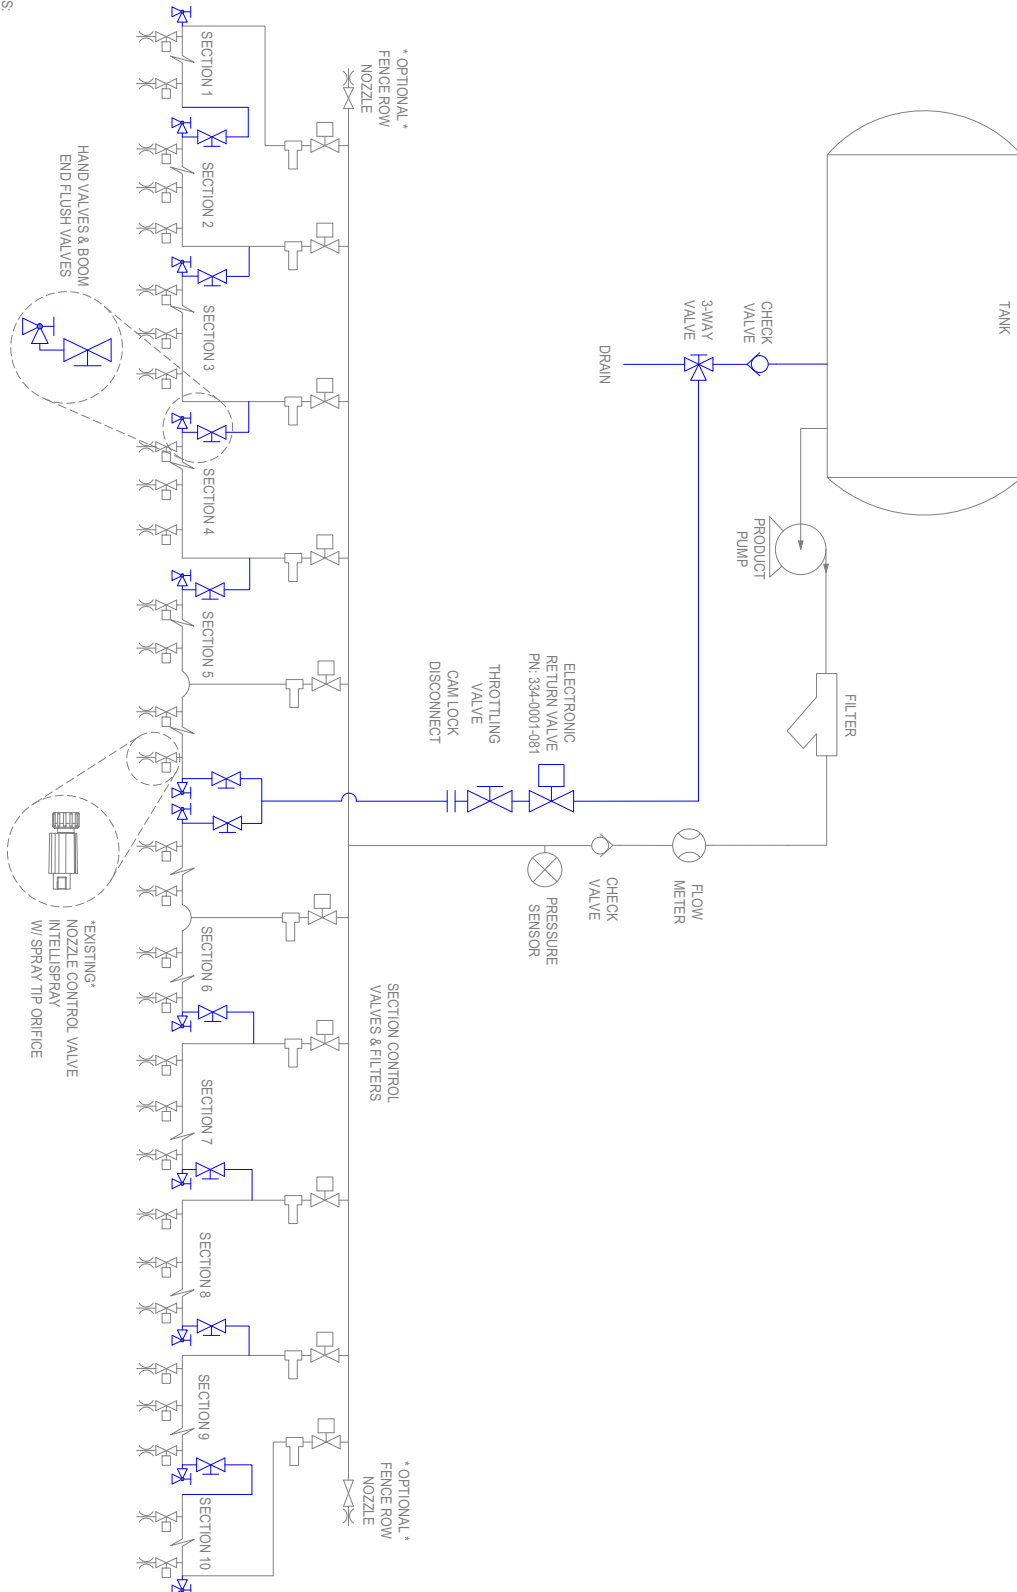 TANK
CHECK
VALVE
3-WAY
VALVE
DRAIN
PRODUCT
PUMP
FILTER
* OPTIONAL *
FENCE ROW
NOZZLE
ELECTRONIC
RETURN VALVE
PN: 334-0001-081
THROTTLING
VALVE
CAM LOCK
DISCONNECT
FLOW
METER
CHECK
VALVE
PRESSURE
SENSOR
SECTION CONTROL
VALVES & FILTERS
* OPTIONAL *
FENCE ROW
NOZZLE
SECTION 1
SECTION 2
SECTION 3
SECTION 4
SECTION 5
SECTION 6
SECTION 7
SECTION 8
SECTION 9
SECTION 10
HAND VALVES & BOOM
END FLUSH VALVES
*EXISTING*
NOZZLE CONTROL VALVE
INTELLISPRAY
W/ SPRAY TIP ORIFICE
S: